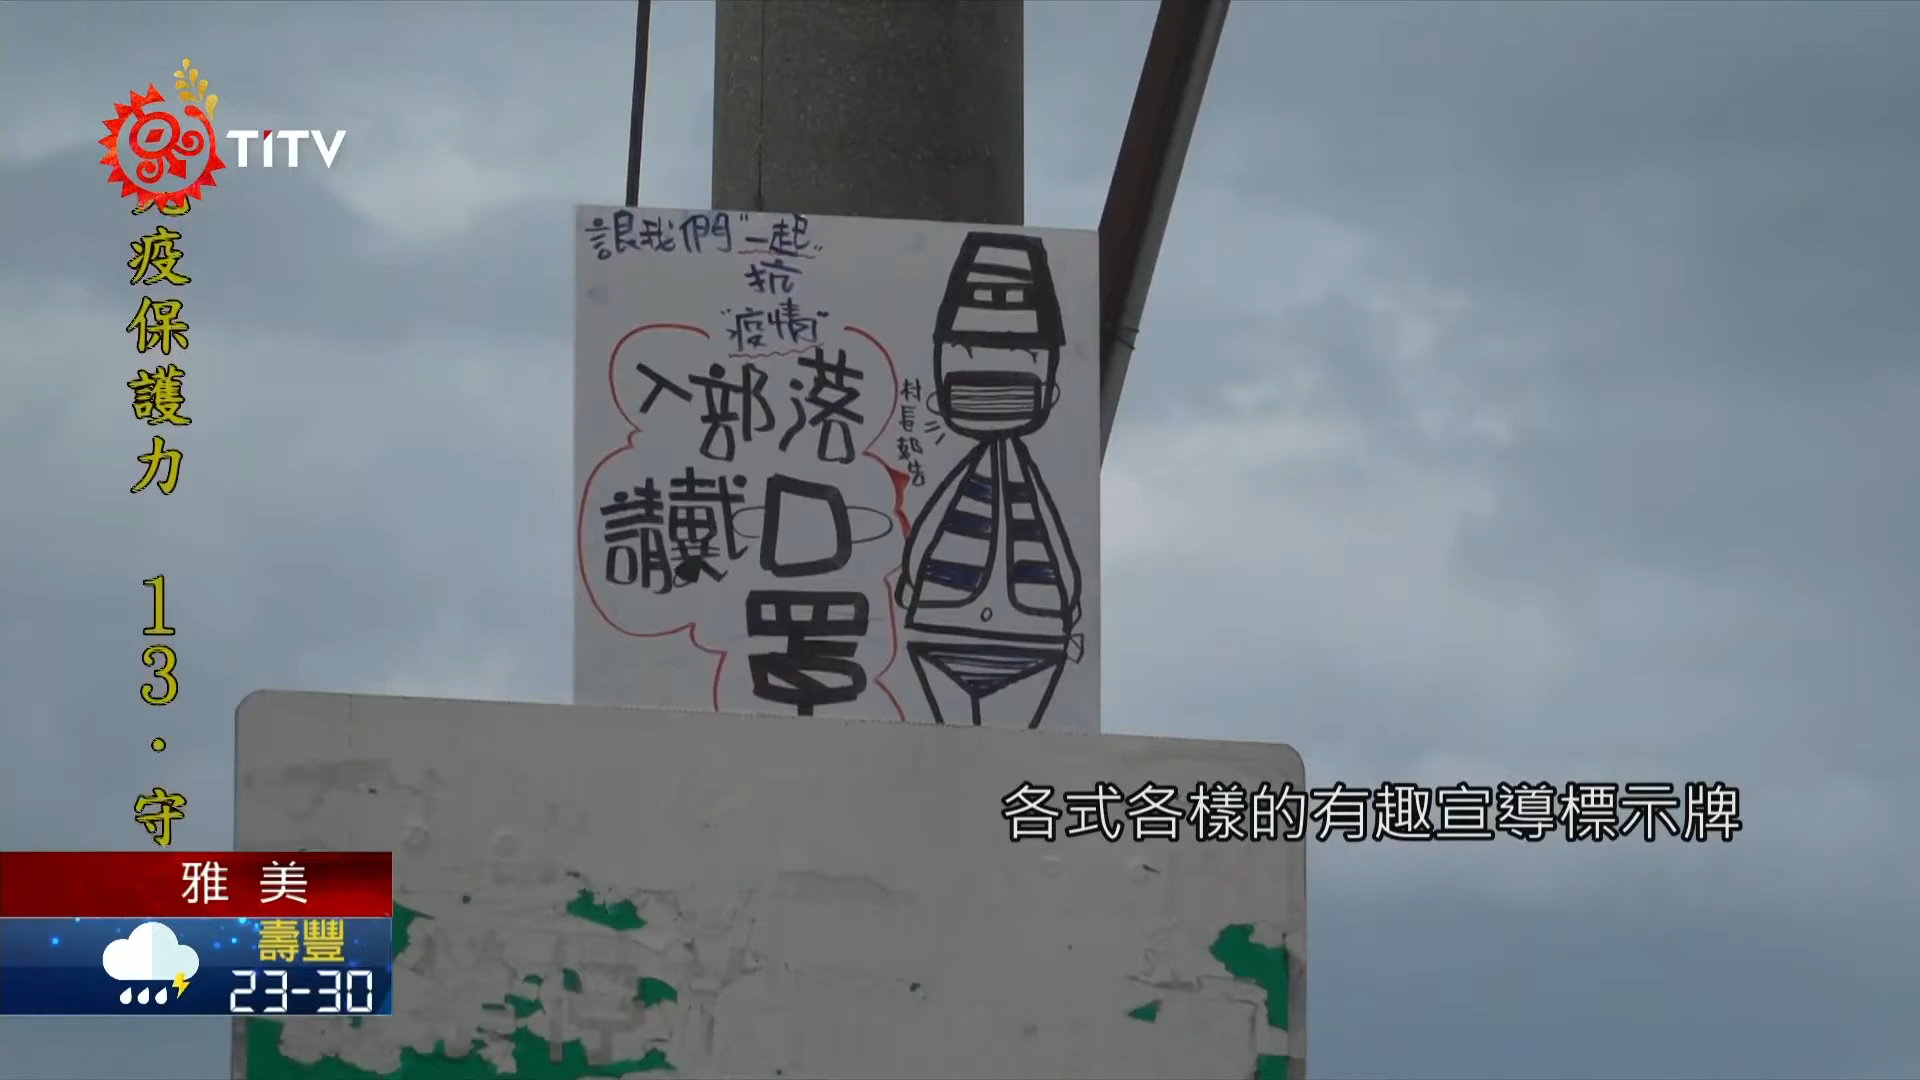 TiTV
疫保護力 13．守
讓我們"一起"
抗
"疫情"
入部落
請戴口
罩
村長報告
各式各樣的有趣宣導標示牌
雅美
壽豐
23-30